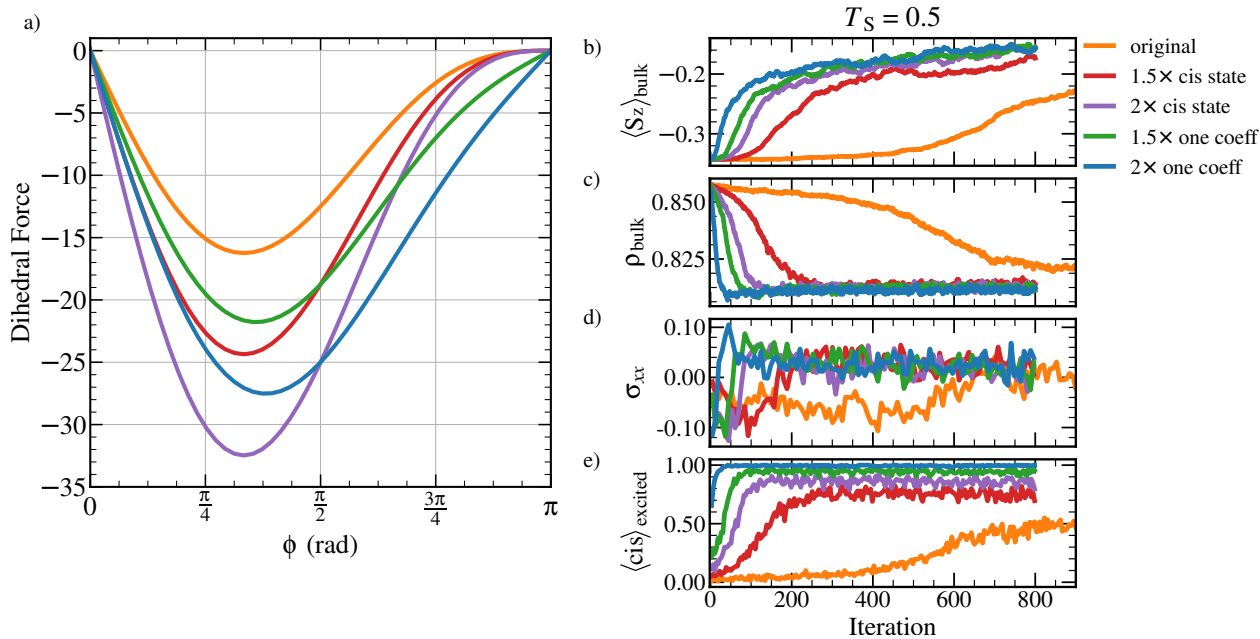 a)
Dihedral Force
0
−5
−10
−15
−20
−25
−30
−35
0
π/4
π/2
3π/4
π
ϕ (rad)
T_S = 0.5
b)
⟨S_z⟩_bulk
−0.2
−0.3
c)
ρ_bulk
0.850
0.825
d)
σ_xx
0.10
0.00
-0.10
e)
⟨cis⟩_excited
1.00
0.50
0.00
0
200
400
600
800
Iteration
original
1.5× cis state
2× cis state
1.5× one coeff
2× one coeff